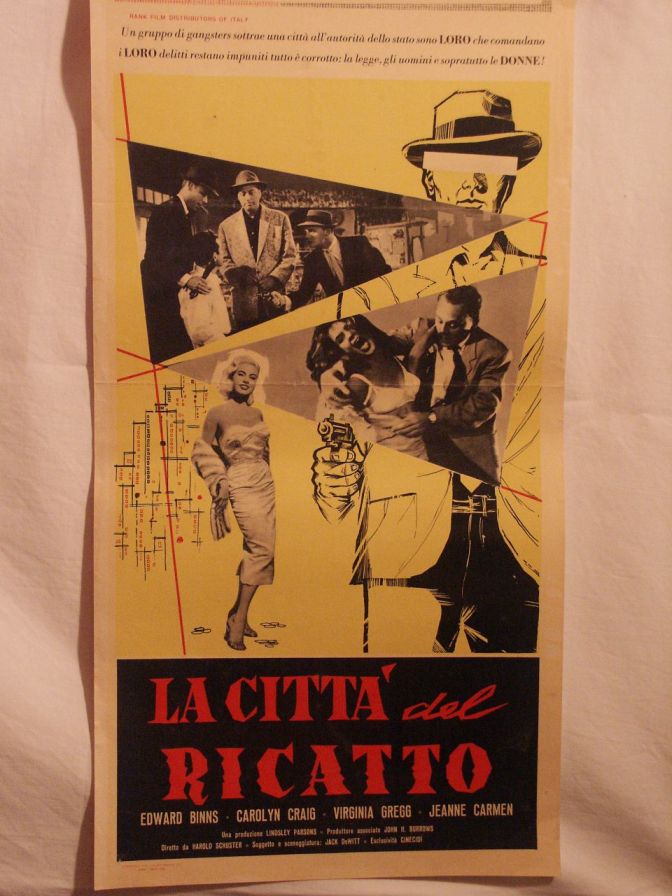 RANK FILM DISTRIBUTORS OF ITALY
Un gruppo di gangsters sottrae una città all'autorità dello stato sono LORO che comandano
i LORO delitti restano impuniti tutto è corrotto: la legge, gli uomini e sopratutto le DONNE!
LA CITTÀ del
RICATTO
EDWARD BINNS · CAROLYN CRAIG · VIRGINIA GREGG · JEANNE CARMEN
Una produzione LINDSLEY PARSONS · Produttore associato JOHN H. BURROWS
Diretto da HAROLD SCHUSTER · Soggetto e sceneggiatura: JACK DeWITT · Esclusività CINECIDI